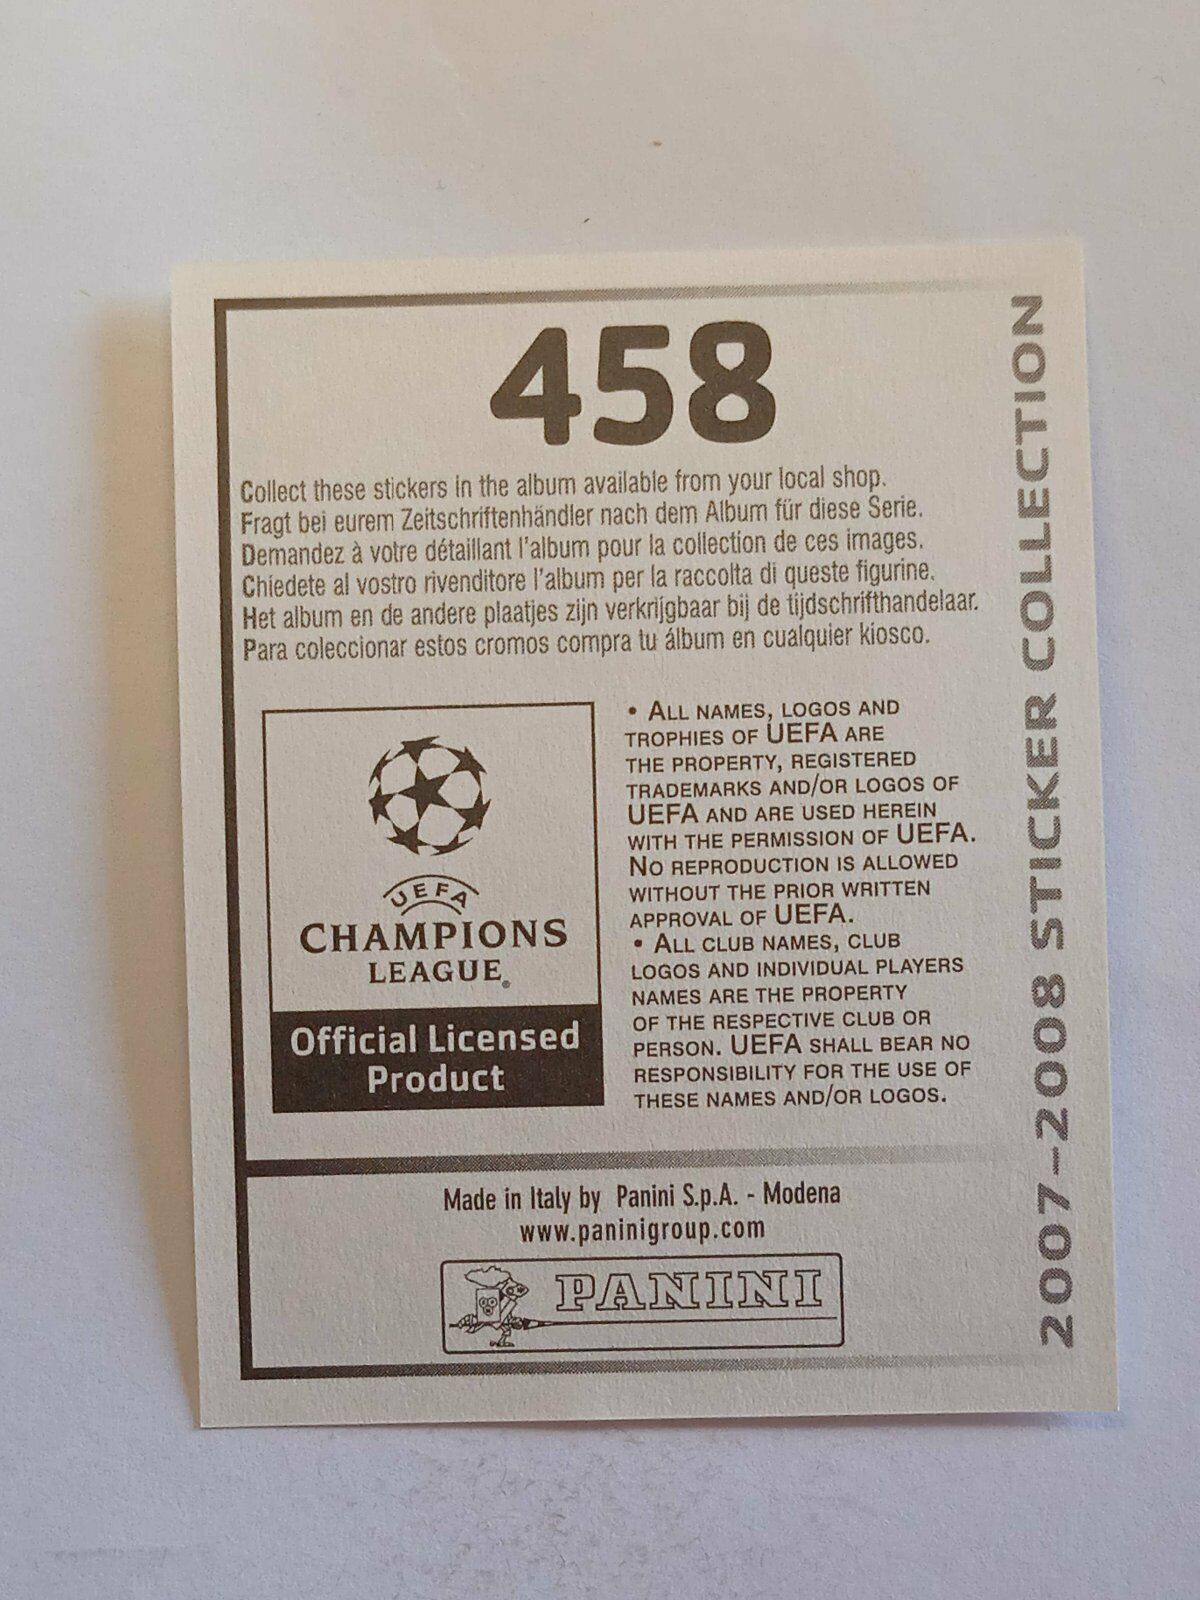 458
Collect these stickers in the album available from your local shop.
Fragt bei eurem Zeitschriftenhändler nach dem Album für diese Serie.
Demandez à votre détaillant l'album pour la collection de ces images.
Chiedete al vostro rivenditore l'album per la raccolta di queste figurine.
Het album en de andere plaatjes zijn verkrijgbaar bij de tijdschrifthandelaar.
Para coleccionar estos cromos compra tu álbum en cualquier kiosco.
UEFA
CHAMPIONS
LEAGUE®
Official Licensed
Product
• ALL NAMES, LOGOS AND
TROPHIES OF UEFA ARE
THE PROPERTY, REGISTERED
TRADEMARKS AND/OR LOGOS OF
UEFA AND ARE USED HEREIN
WITH THE PERMISSION OF UEFA.
NO REPRODUCTION IS ALLOWED
WITHOUT THE PRIOR WRITTEN
APPROVAL OF UEFA.
• ALL CLUB NAMES, CLUB
LOGOS AND INDIVIDUAL PLAYERS
NAMES ARE THE PROPERTY
OF THE RESPECTIVE CLUB OR
PERSON. UEFA SHALL BEAR NO
RESPONSIBILITY FOR THE USE OF
THESE NAMES AND/OR LOGOS.
Made in Italy by Panini S.p.A. - Modena
www.paninigroup.com
PANINI
2007-2008 STICKER COLLECTION